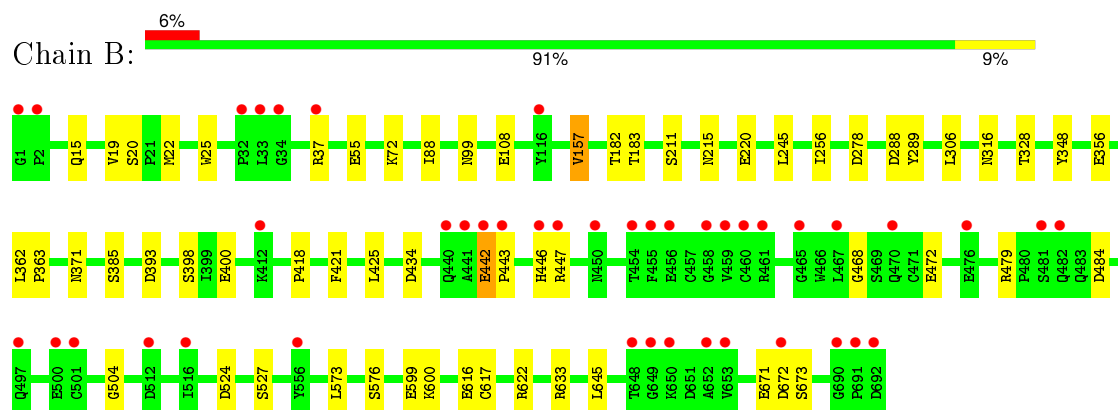 6%
Chain B:
91% 9%
G1 P2 Q15 V19 S20 P21 M22 W25 P32 L33 G34 R37 E55 K72 I88 N99 E108 Y116 V157 T182 T183 S211 N215 E220 L245 I256 D278 D288 Y289 L306 N316 T328 Y348 E356
L362 P363 N371 S385 D393 S398 I399 E400 K412 P418 F421 L425 D434 Q440 A441 E442 P443 H446 R447 N450 T454 F455 E456 C457 G458 V459 C460 R461 G465 W466 L467 G468 S469 Q470 C471 E472 E476 R479 P480 S481 Q482 Q483 D484
Q497 E500 C501 G504 D512 I516 D524 S527 Y556 L573 S576 E599 K600 E616 C617 R622 R633 L645 T648 G649 K650 D651 A652 V653 E671 D672 S673 G690 P691 D692